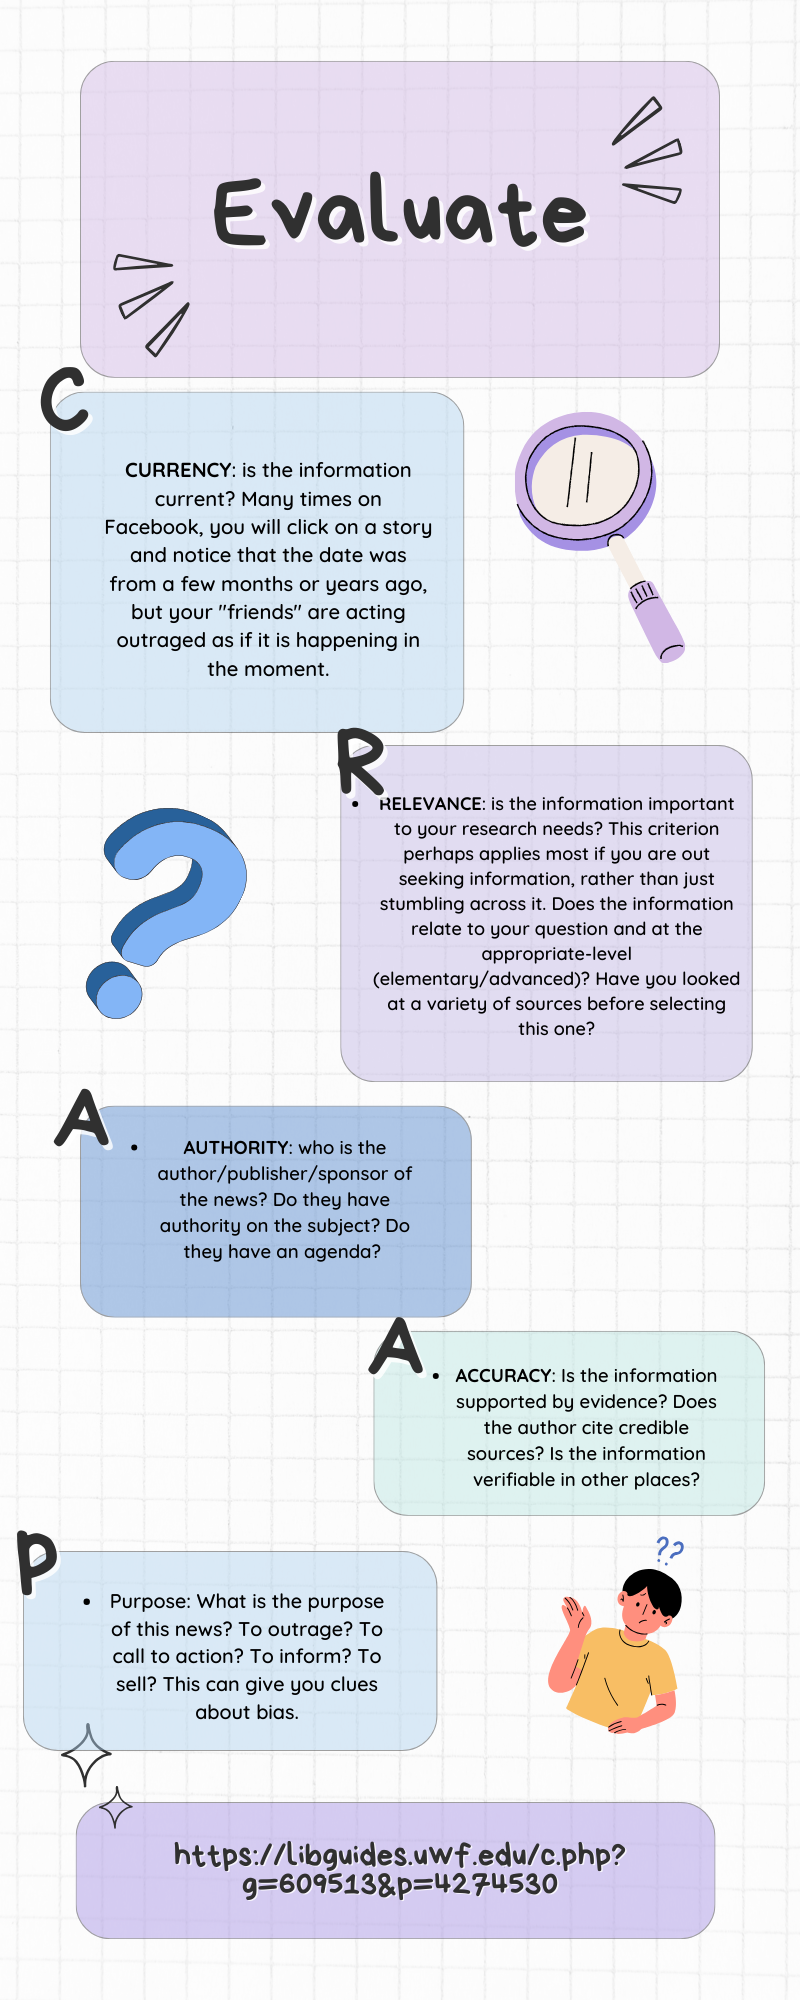 Evaluate
C
CURRENCY: is the information
current? Many times on
Facebook, you will click on a story
and notice that the date was
from a few months or years ago,
but your "friends" are acting
outraged as if it is happening in
the moment.
R
• RELEVANCE: is the information important
to your research needs? This criterion
perhaps applies most if you are out
seeking information, rather than just
stumbling across it. Does the information
relate to your question and at the
appropriate-level
(elementary/advanced)? Have you looked
at a variety of sources before selecting
this one?
A
• AUTHORITY: who is the
author/publisher/sponsor of
the news? Do they have
authority on the subject? Do
they have an agenda?
A
• ACCURACY: Is the information
supported by evidence? Does
the author cite credible
sources? Is the information
verifiable in other places?
P
• Purpose: What is the purpose
of this news? To outrage? To
call to action? To inform? To
sell? This can give you clues
about bias.
??
https://libguides.uwf.edu/c.php?
g=609513&p=4274530